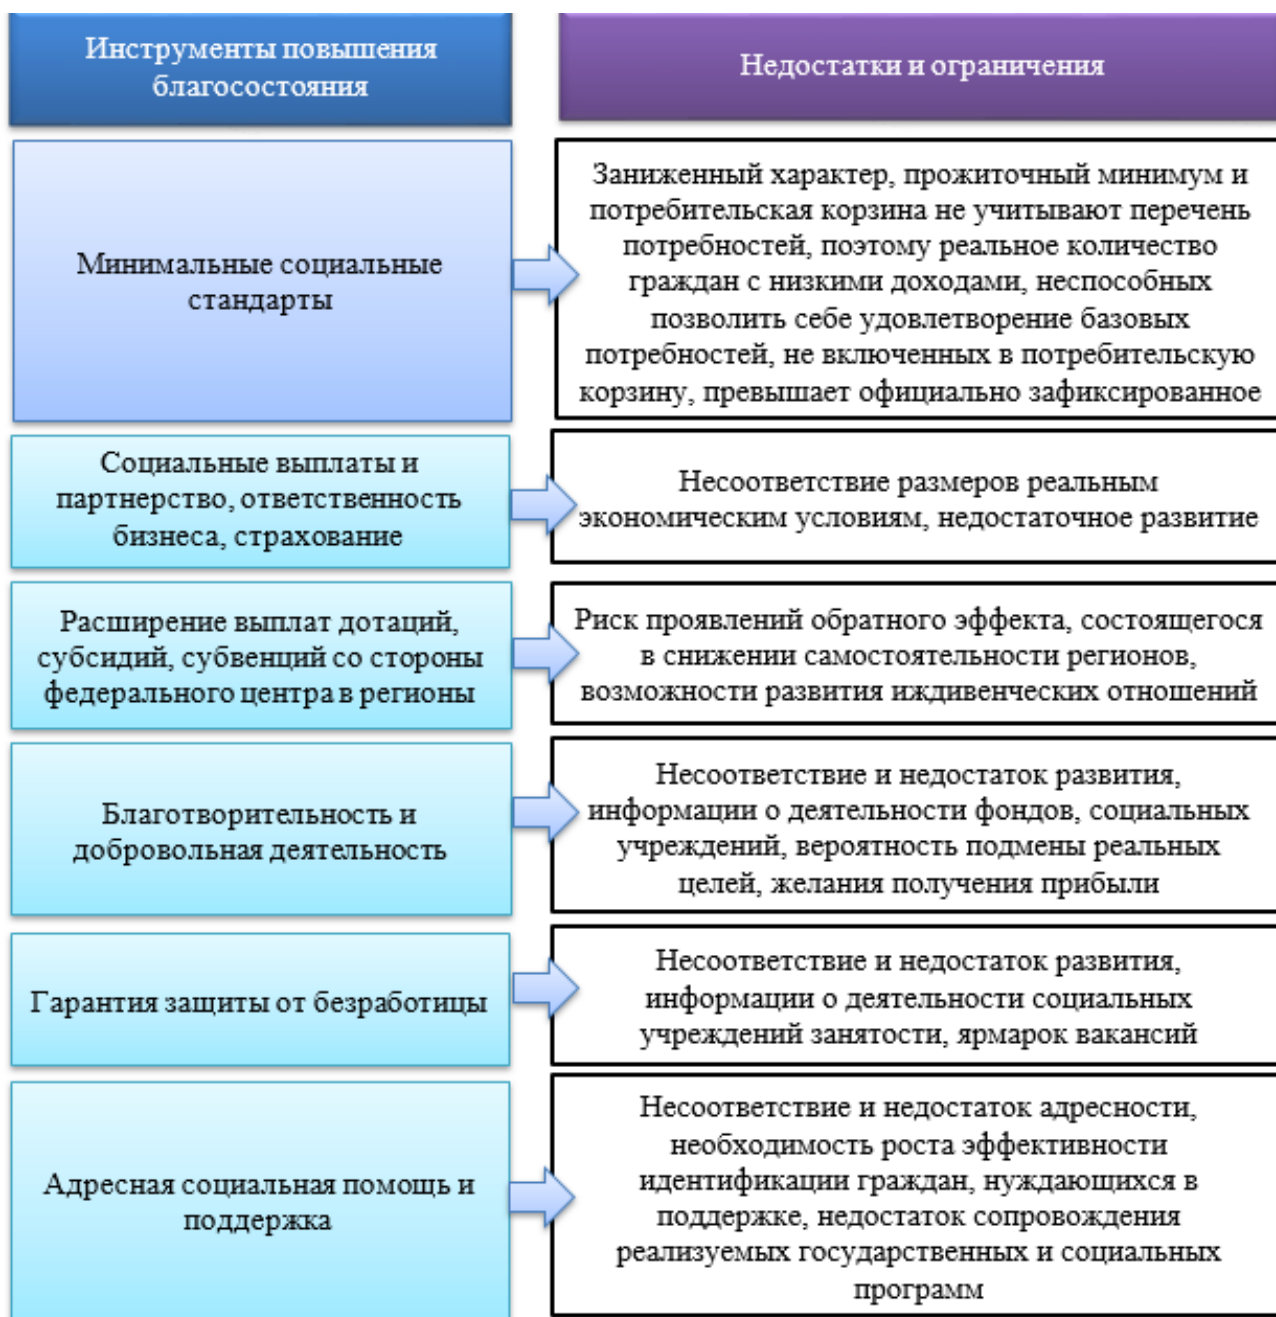 Инструменты повышения
благосостояния
Недостатки и ограничения
Минимальные социальные
стандарты
Заниженный характер, прожиточный минимум и
потребительская корзина не учитывают перечень
потребностей, поэтому реальное количество
граждан с низкими доходами, неспособных
позволить себе удовлетворение базовых
потребностей, не включенных в потребительскую
корзину, превышает официально зафиксированное
Социальные выплаты и
партнерство, ответственность
бизнеса, страхование
Несоответствие размеров реальным
экономическим условиям, недостаточное развитие
Расширение выплат дотаций,
субсидий, субвенций со стороны
федерального центра в регионы
Риск проявлений обратного эффекта, состоящегося
в снижении самостоятельности регионов,
возможности развития иждивенческих отношений
Благотворительность и
добровольная деятельность
Несоответствие и недостаток развития,
информации о деятельности фондов, социальных
учреждений, вероятность подмены реальных
целей, желания получения прибыли
Гарантия защиты от безработицы
Несоответствие и недостаток развития,
информации о деятельности социальных
учреждений занятости, ярмарок вакансий
Адресная социальная помощь и
поддержка
Несоответствие и недостаток адресности,
необходимость роста эффективности
идентификации граждан, нуждающихся в
поддержке, недостаток сопровождения
реализуемых государственных и социальных
программ